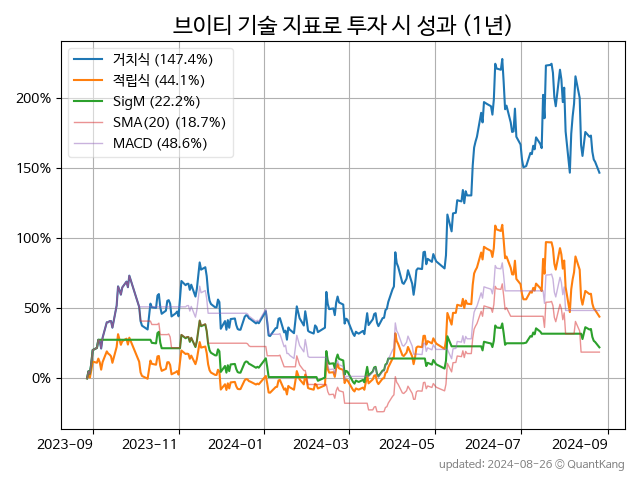 브이티 기술 지표로 투자 시 성과 (1년)
거치식 (147.4%)
적립식 (44.1%)
SigM (22.2%)
SMA(20) (18.7%)
MACD (48.6%)
200%
150%
100%
50%
0%
2023-09 2023-11 2024-01 2024-03 2024-05 2024-07 2024-09
updated: 2024-08-26 © QuantKang